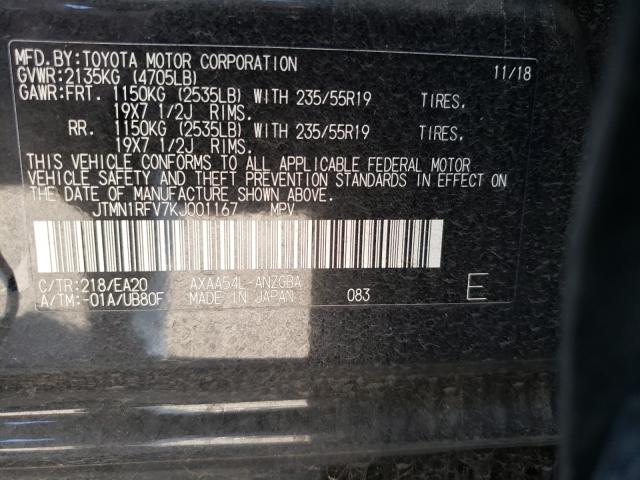 MFD.BY:TOYOTA MOTOR CORPORATION 11/18
GVWR:2135KG (4705LB)
GAWR:FRT. 1150KG (2535LB) WITH 235/55R19 TIRES,
19X7 1/2J RIMS.
RR. 1150KG (2535LB) WITH 235/55R19 TIRES,
19X7 1/2J RIMS.
THIS VEHICLE CONFORMS TO ALL APPLICABLE FEDERAL MOTOR
VEHICLE SAFETY AND THEFT PREVENTION STANDARDS IN EFFECT ON
THE DATE OF MANUFACTURE SHOWN ABOVE.
JTMN1RFV7KJ001167 MPV
C/TR:218/EA20 AXAA54L-ANZGBA
A/TM:-01A/UB80F MADE IN JAPAN 083 E